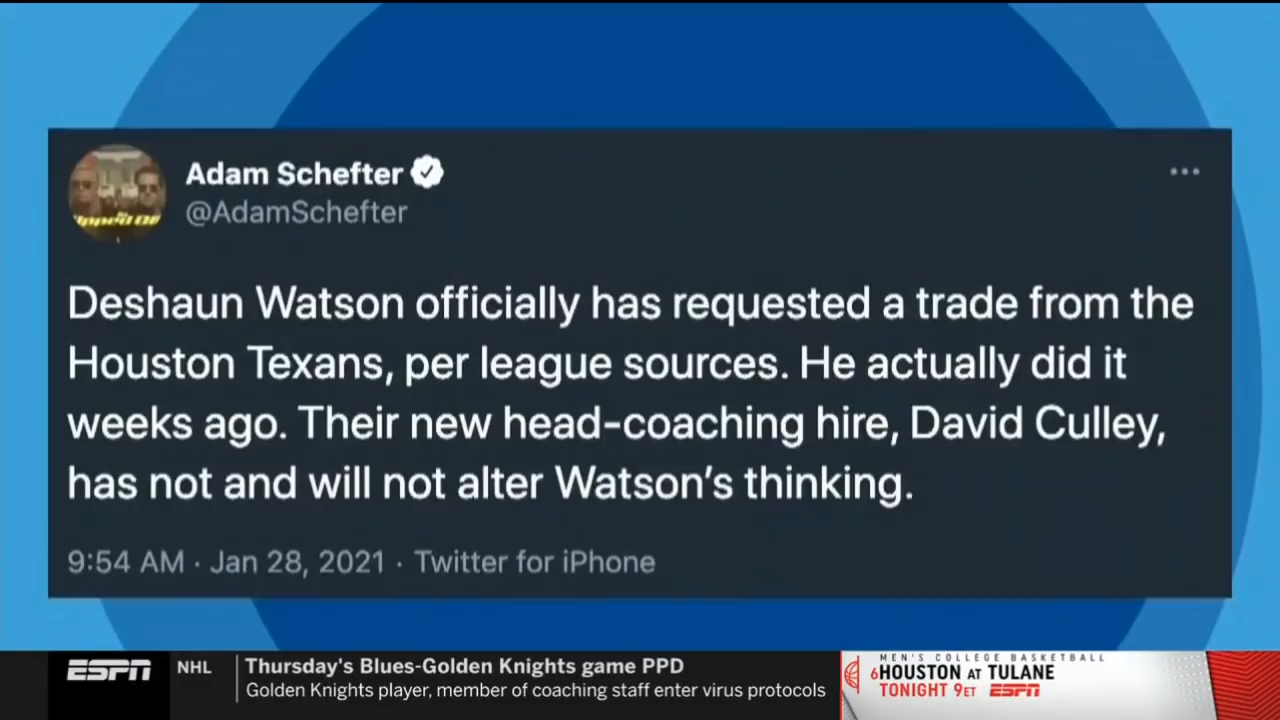 Adam Schefter
@AdamSchefter
Deshaun Watson officially has requested a trade from the
Houston Texans, per league sources. He actually did it
weeks ago. Their new head-coaching hire, David Culley,
has not and will not alter Watson's thinking.
9:54 AM · Jan 28, 2021 · Twitter for iPhone
ESPN
NHL
Thursday's Blues-Golden Knights game PPD
Golden Knights player, member of coaching staff enter virus protocols
MEN'S COLLEGE BASKETBALL
6HOUSTON AT TULANE
TONIGHT 9ET ESPN